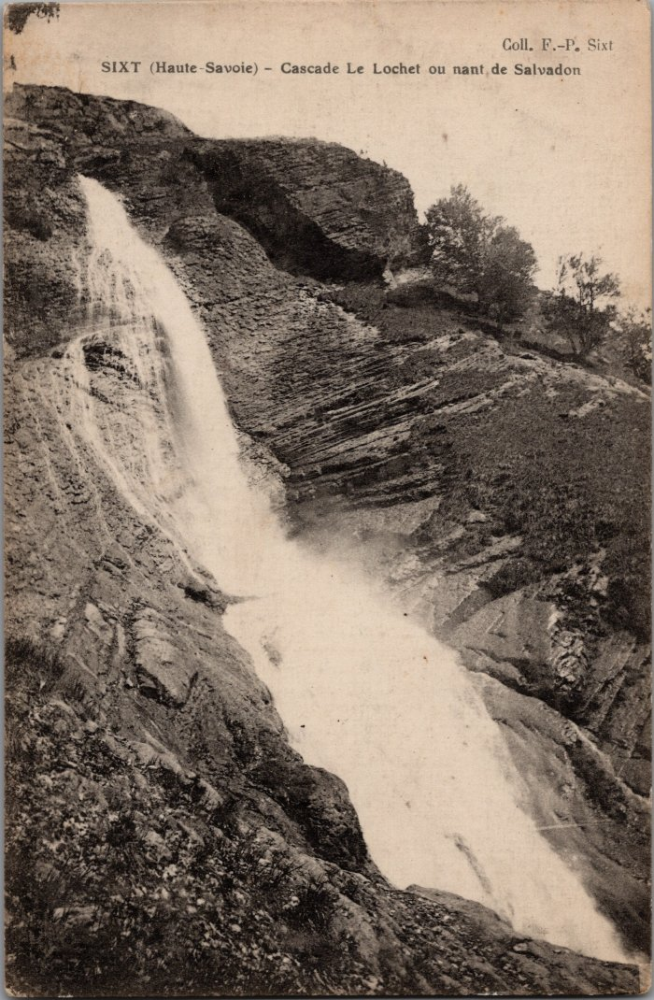 Coll. F.-P. Sixt
SIXT (Haute-Savoie) - Cascade Le Lochet ou nant de Salvadon